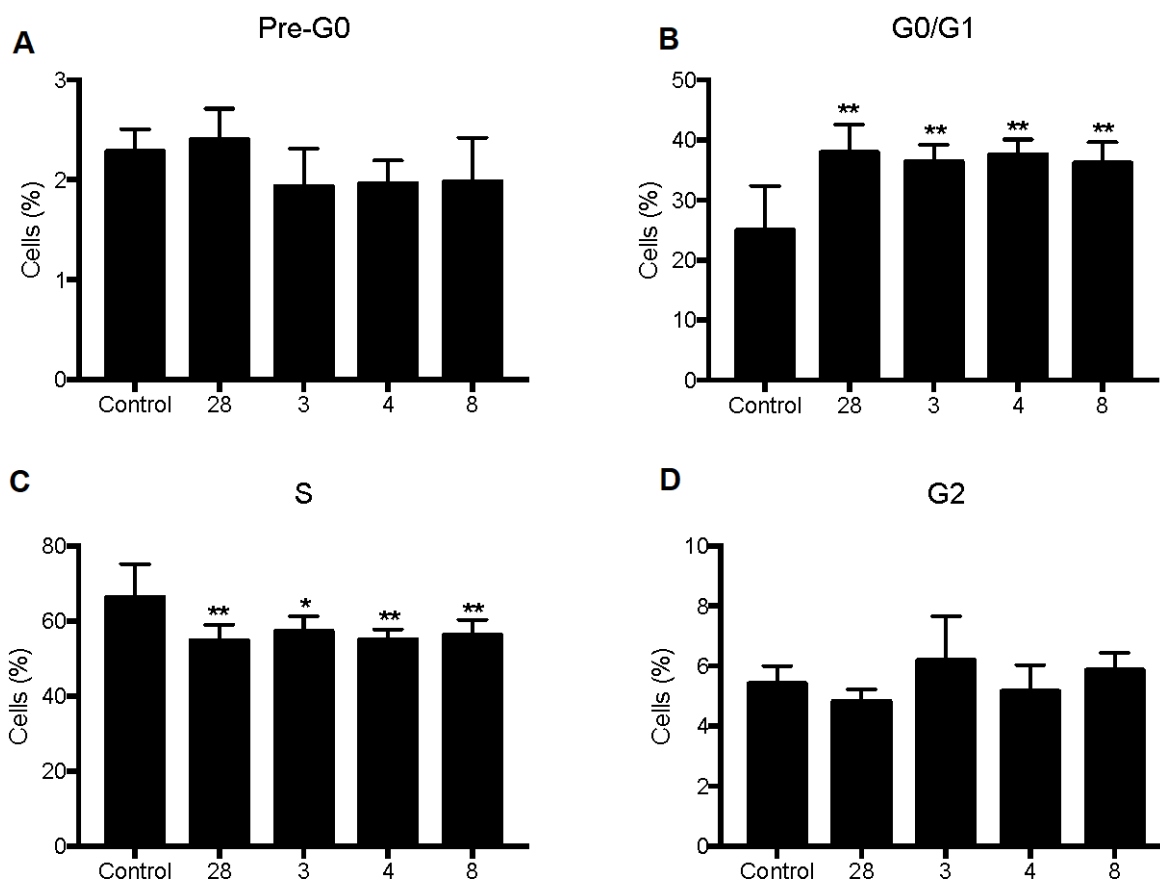 A
Pre-G0
Cells (%)
3
2
1
0
Control 28 3 4 8
B
G0/G1
Cells (%)
50
40
30
20
10
0
** ** ** **
Control 28 3 4 8
C
S
Cells (%)
80
60
40
20
0
** * ** **
Control 28 3 4 8
D
G2
Cells (%)
10
8
6
4
2
0
Control 28 3 4 8